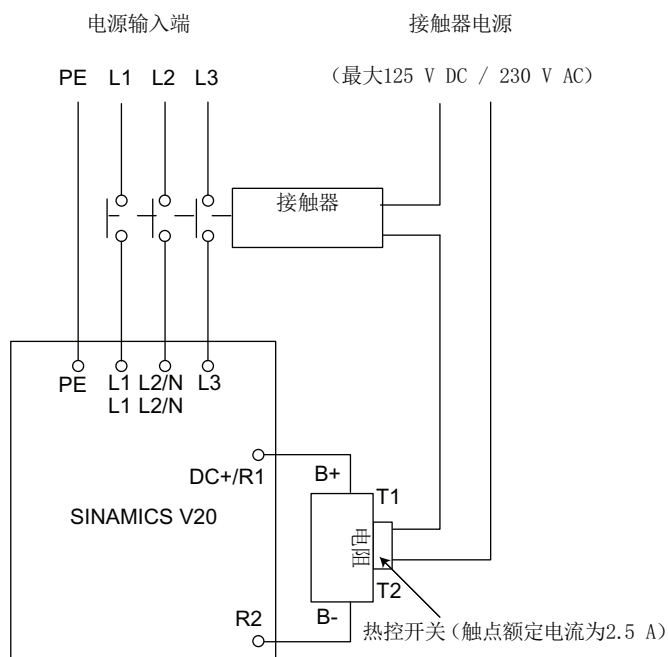 电源输入端
接触器电源
PE L1 L2 L3
(最大125 V DC / 230 V AC)
接触器
PE L1 L2/N L3
L1 L2/N
DC+/R1
B+
T1
SINAMICS V20
电阻
T2
R2
B-
热控开关(触点额定电流为2.5 A)